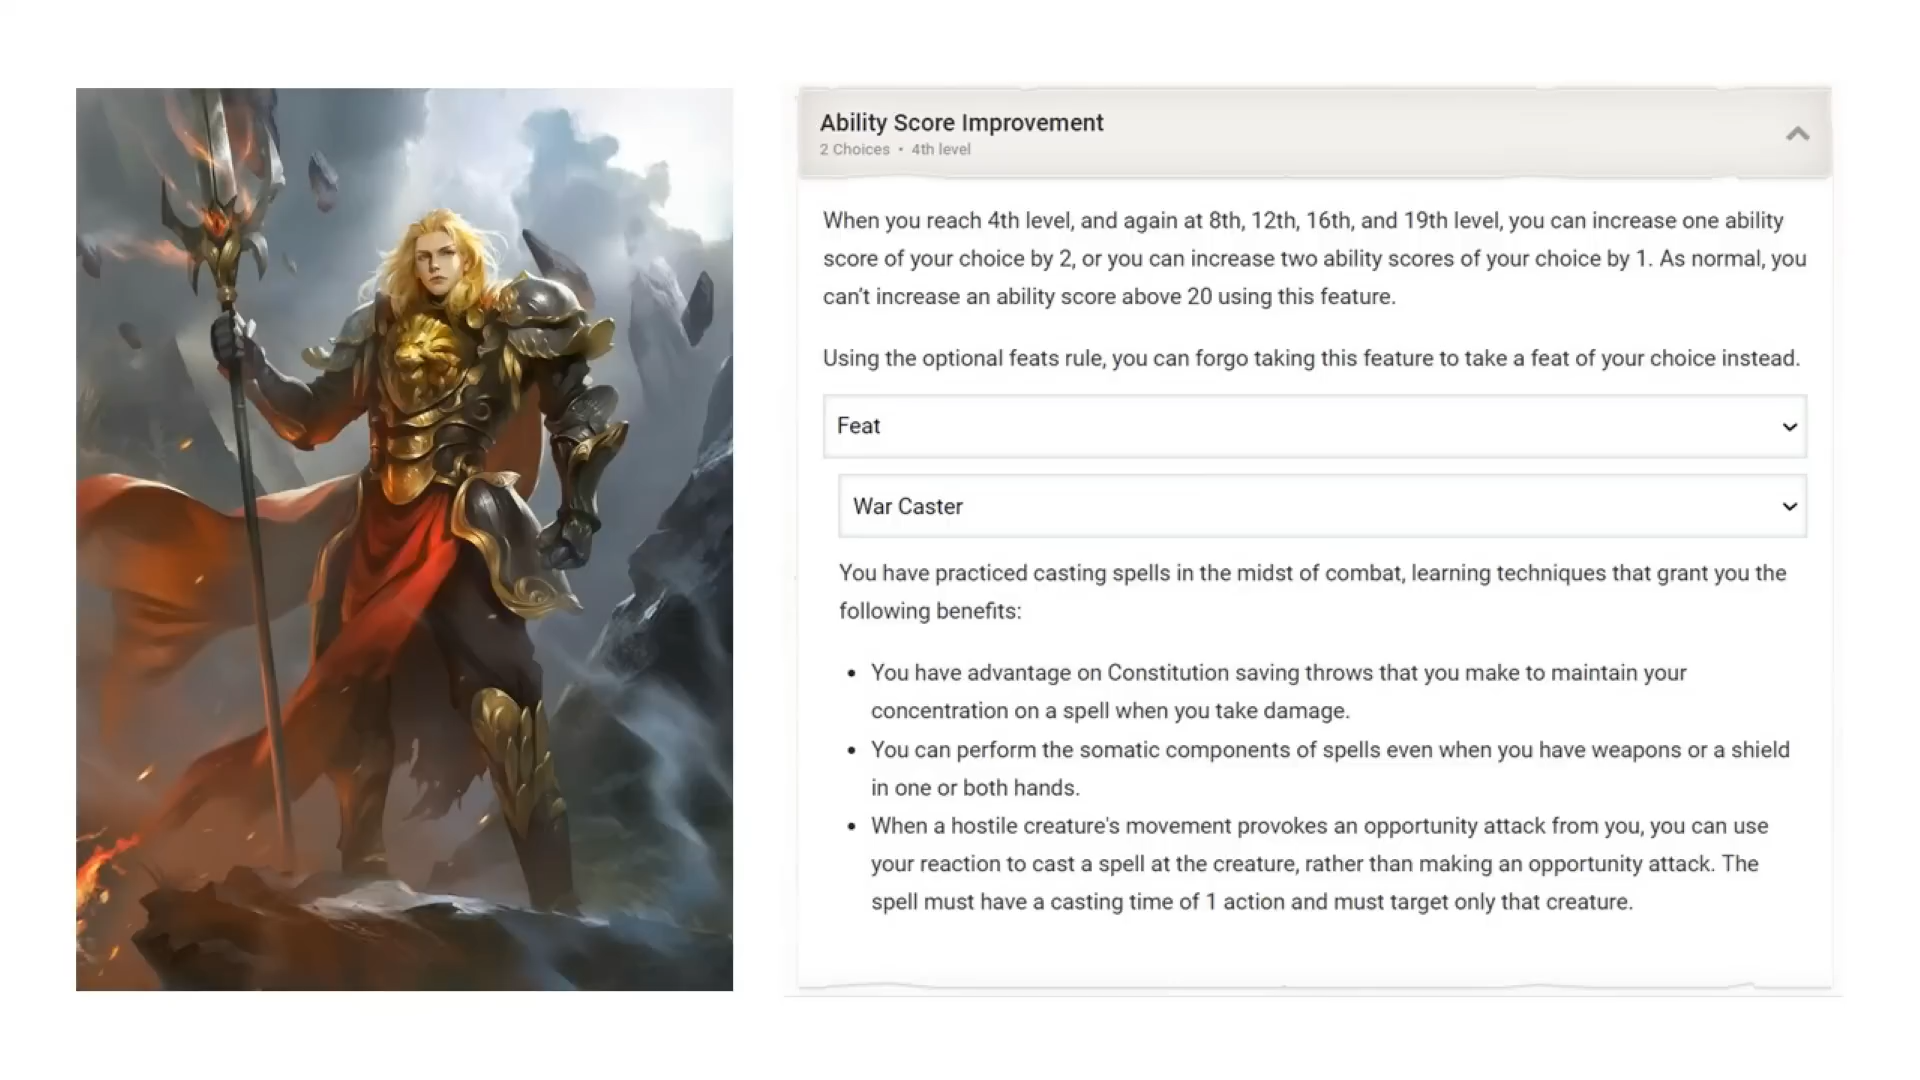 Ability Score Improvement
2 Choices • 4th level
When you reach 4th level, and again at 8th, 12th, 16th, and 19th level, you can increase one ability
score of your choice by 2, or you can increase two ability scores of your choice by 1. As normal, you
can't increase an ability score above 20 using this feature.
Using the optional feats rule, you can forgo taking this feature to take a feat of your choice instead.
Feat
War Caster
You have practiced casting spells in the midst of combat, learning techniques that grant you the
following benefits:
• You have advantage on Constitution saving throws that you make to maintain your
concentration on a spell when you take damage.
• You can perform the somatic components of spells even when you have weapons or a shield
in one or both hands.
• When a hostile creature's movement provokes an opportunity attack from you, you can use
your reaction to cast a spell at the creature, rather than making an opportunity attack. The
spell must have a casting time of 1 action and must target only that creature.